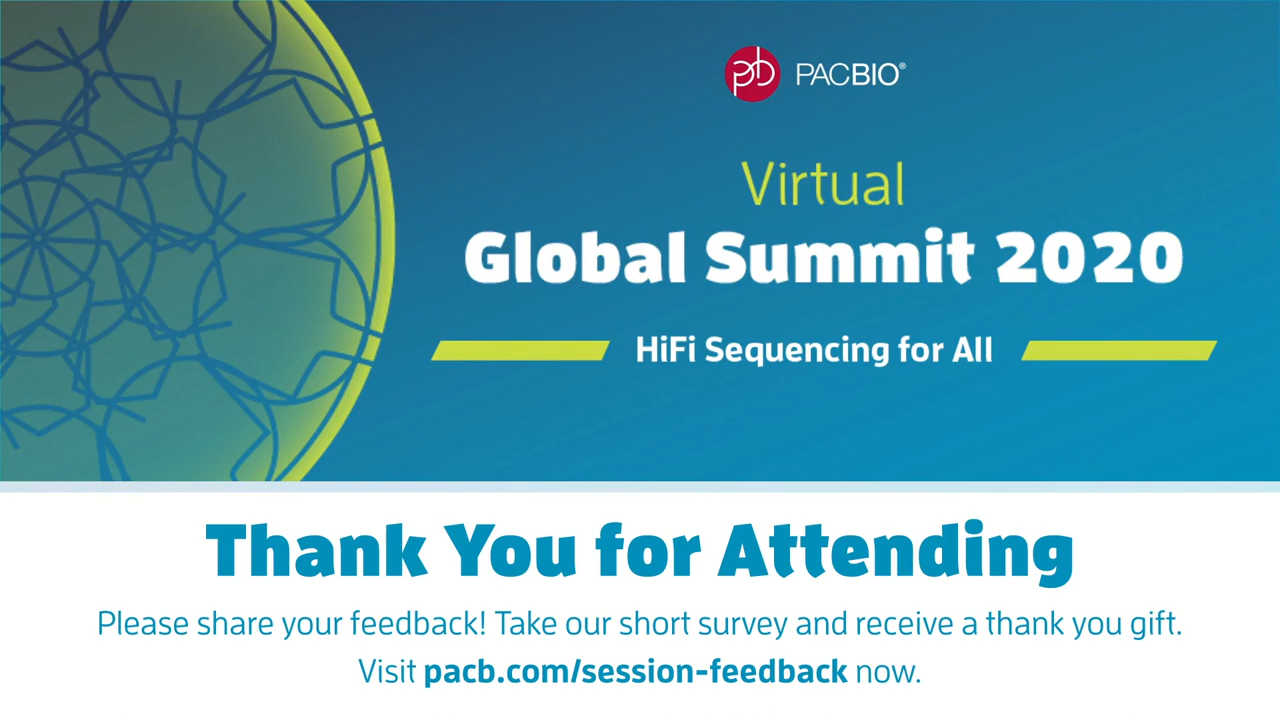 pb PACBIO®
Virtual
Global Summit 2020
HiFi Sequencing for All
Thank You for Attending
Please share your feedback! Take our short survey and receive a thank you gift.
Visit pacb.com/session-feedback now.